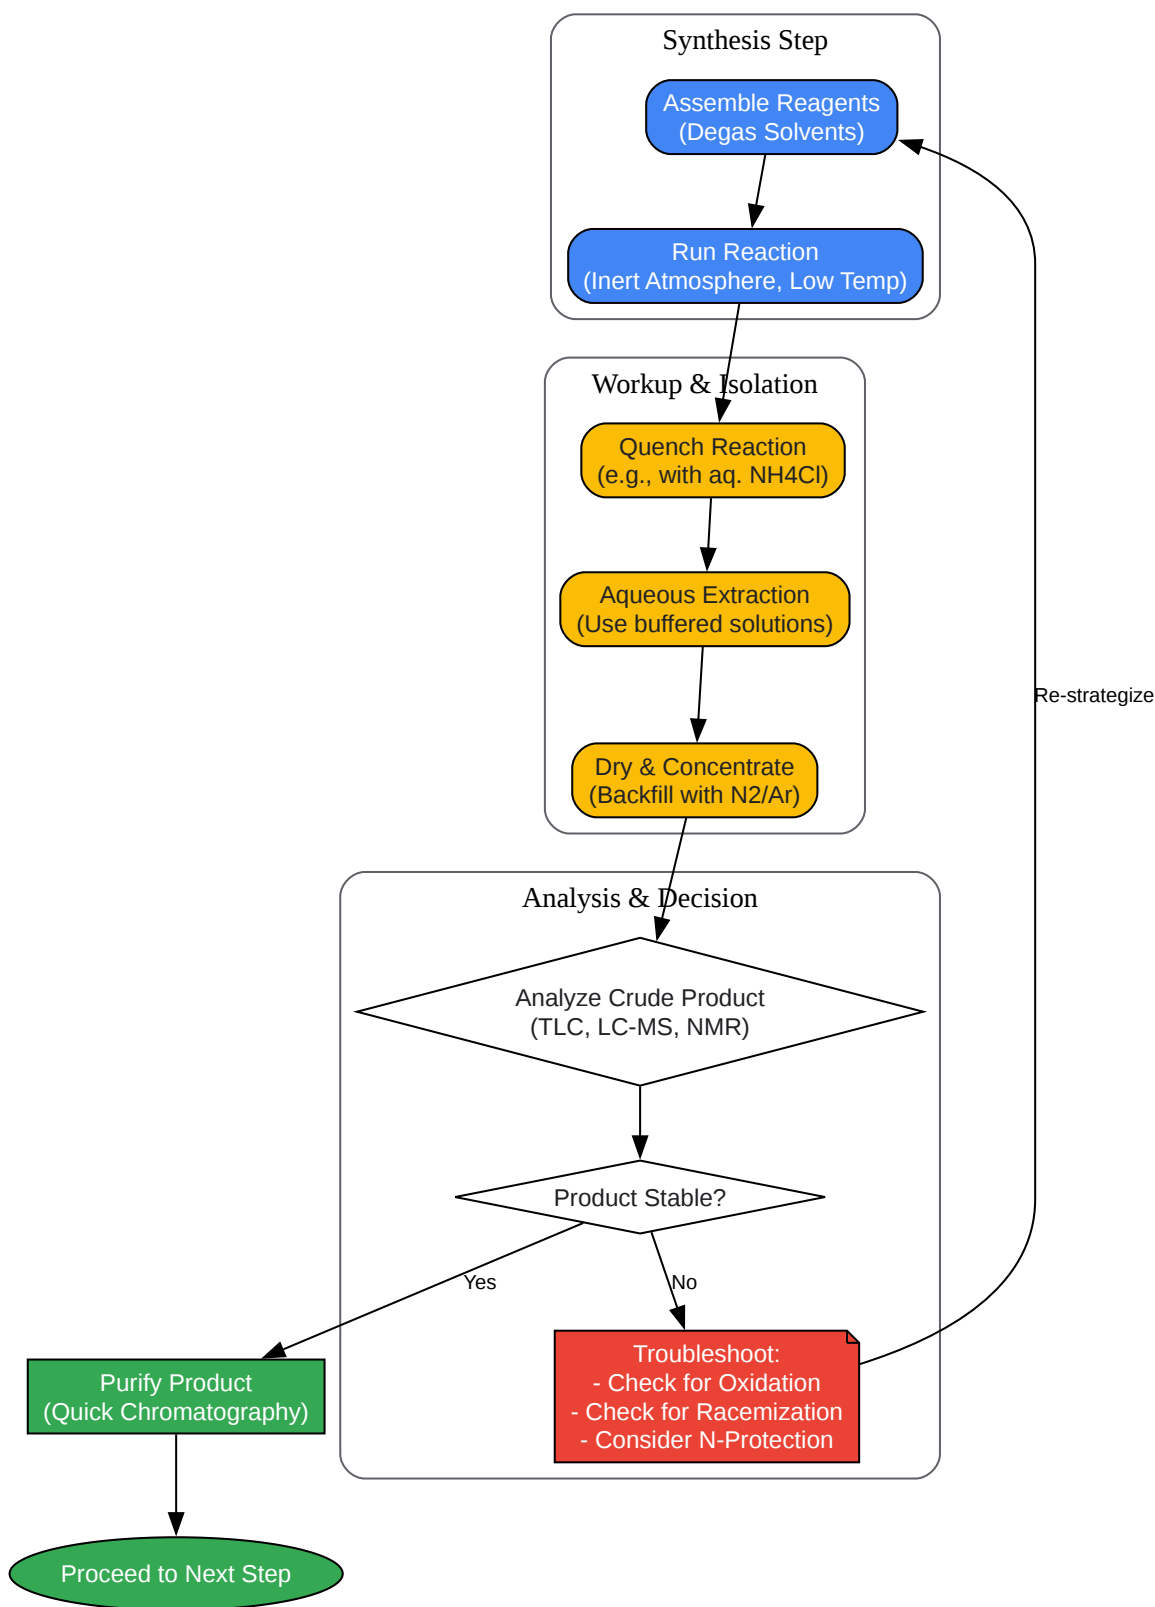 Synthesis Step
Assemble Reagents
(Degas Solvents)
Run Reaction
(Inert Atmosphere, Low Temp)
Workup & Isolation
Quench Reaction
(e.g., with aq. NH4Cl)
Aqueous Extraction
(Use buffered solutions)
Re-strategize
Dry & Concentrate
(Backfill with N2/Ar)
Analysis & Decision
Analyze Crude Product
(TLC, LC-MS, NMR)
Product Stable?
Yes
No
Purify Product
(Quick Chromatography)
Troubleshoot:
- Check for Oxidation
- Check for Racemization
- Consider N-Protection
Proceed to Next Step